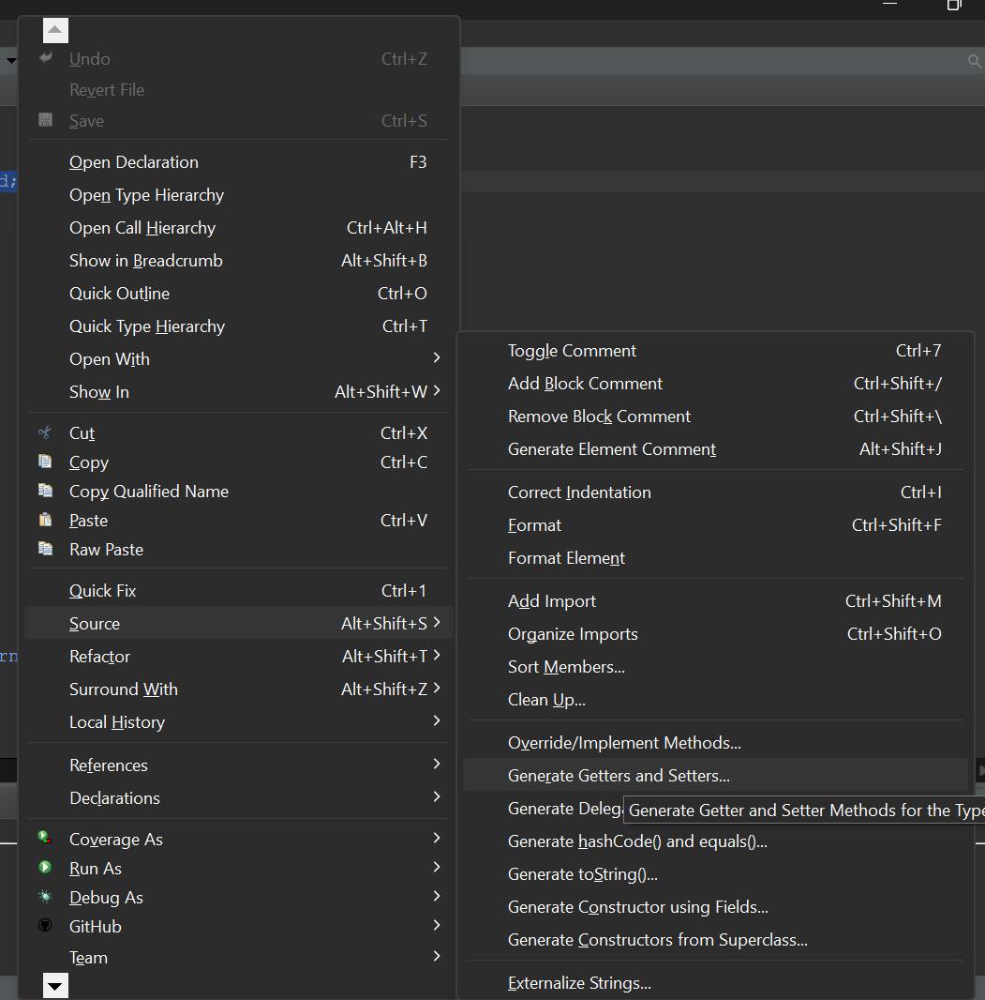 Undo Ctrl+Z
Revert File
Save Ctrl+S
d;
Open Declaration F3
Open Type Hierarchy
Open Call Hierarchy Ctrl+Alt+H
Show in Breadcrumb Alt+Shift+B
Quick Outline Ctrl+O
Quick Type Hierarchy Ctrl+T
Open With
Show In Alt+Shift+W
Cut Ctrl+X
Copy Ctrl+C
Copy Qualified Name
Paste Ctrl+V
Raw Paste
Quick Fix Ctrl+1
Source Alt+Shift+S
rn
Refactor Alt+Shift+T
Surround With Alt+Shift+Z
Local History
References
Declarations
Coverage As
Run As
Debug As
GitHub
Team
Toggle Comment Ctrl+7
Add Block Comment Ctrl+Shift+/
Remove Block Comment Ctrl+Shift+\
Generate Element Comment Alt+Shift+J
Correct Indentation Ctrl+I
Format Ctrl+Shift+F
Format Element
Add Import Ctrl+Shift+M
Organize Imports Ctrl+Shift+O
Sort Members...
Clean Up...
Override/Implement Methods...
Generate Getters and Setters...
Generate Deleg
Generate Getter and Setter Methods for the Type
Generate hashCode() and equals()...
Generate toString()...
Generate Constructor using Fields...
Generate Constructors from Superclass...
Externalize Strings...